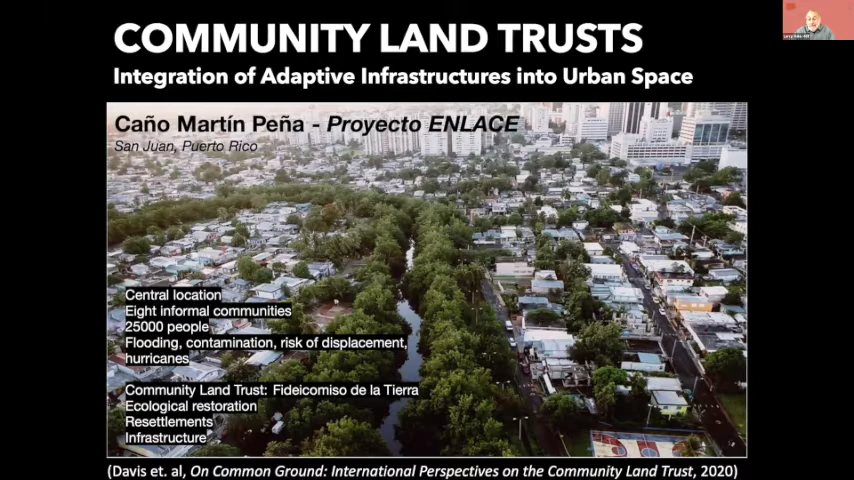 COMMUNITY LAND TRUSTS
Integration of Adaptive Infrastructures into Urban Space
Caño Martín Peña - Proyecto ENLACE
San Juan, Puerto Rico
Central location
Eight informal communities
25000 people
Flooding, contamination, risk of displacement,
hurricanes
Community Land Trust: Fideicomiso de la Tierra
Ecological restoration
Resettlements
Infrastructure
(Davis et. al, On Common Ground: International Perspectives on the Community Land Trust, 2020)